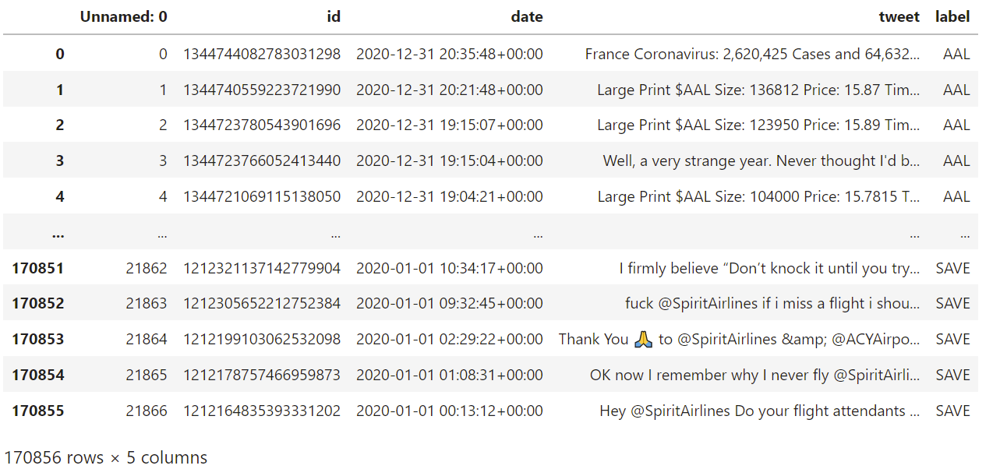 Unnamed: 0 id date tweet label
0 0 1344744082783031298 2020-12-31 20:35:48+00:00 France Coronavirus: 2,620,425 Cases and 64,632... AAL
1 1 1344740559223721990 2020-12-31 20:21:48+00:00 Large Print $AAL Size: 136812 Price: 15.87 Tim... AAL
2 2 1344723780543901696 2020-12-31 19:15:07+00:00 Large Print $AAL Size: 123950 Price: 15.89 Tim... AAL
3 3 1344723766052413440 2020-12-31 19:15:04+00:00 Well, a very strange year. Never thought I'd b... AAL
4 4 1344721069115138050 2020-12-31 19:04:21+00:00 Large Print $AAL Size: 104000 Price: 15.7815 T... AAL
... ... ... ... ... ...
170851 21862 1212321137142779904 2020-01-01 10:34:17+00:00 I firmly believe “Don’t knock it until you try... SAVE
170852 21863 1212305652212752384 2020-01-01 09:32:45+00:00 fuck @SpiritAirlines if i miss a flight i shou... SAVE
170853 21864 1212199103062532098 2020-01-01 02:29:22+00:00 Thank You 🙏 to @SpiritAirlines &amp; @ACYAirpo... SAVE
170854 21865 1212178757466959873 2020-01-01 01:08:31+00:00 OK now I remember why I never fly @SpiritAirli... SAVE
170855 21866 1212164835393331202 2020-01-01 00:13:12+00:00 Hey @SpiritAirlines Do your flight attendants ... SAVE
170856 rows × 5 columns